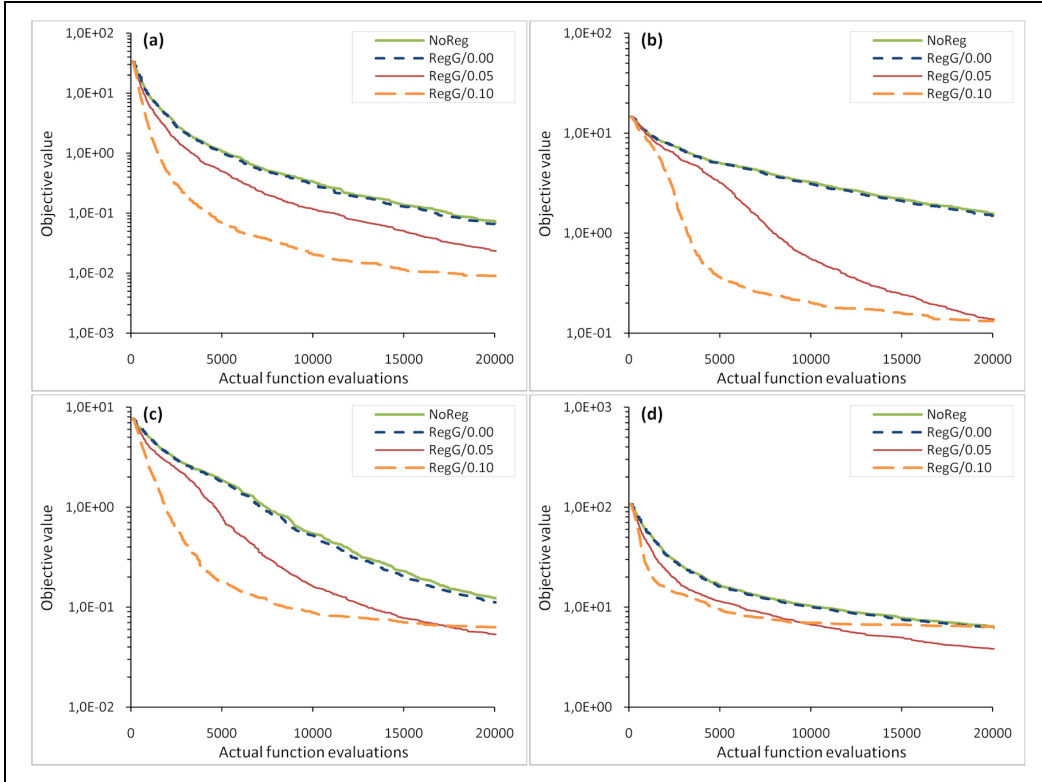 (a)
NoReg
RegG/0.00
RegG/0.05
RegG/0.10
1,0E+02
1,0E+01
1,0E+00
1,0E-01
1,0E-02
1,0E-03
Objective value
0 5000 10000 15000 20000
Actual function evaluations
(b)
NoReg
RegG/0.00
RegG/0.05
RegG/0.10
1,0E+02
1,0E+01
1,0E+00
1,0E-01
Objective value
0 5000 10000 15000 20000
Actual function evaluations
(c)
NoReg
RegG/0.00
RegG/0.05
RegG/0.10
1,0E+01
1,0E+00
1,0E-01
1,0E-02
Objective value
0 5000 10000 15000 20000
Actual function evaluations
(d)
NoReg
RegG/0.00
RegG/0.05
RegG/0.10
1,0E+03
1,0E+02
1,0E+01
1,0E+00
Objective value
0 5000 10000 15000 20000
Actual function evaluations